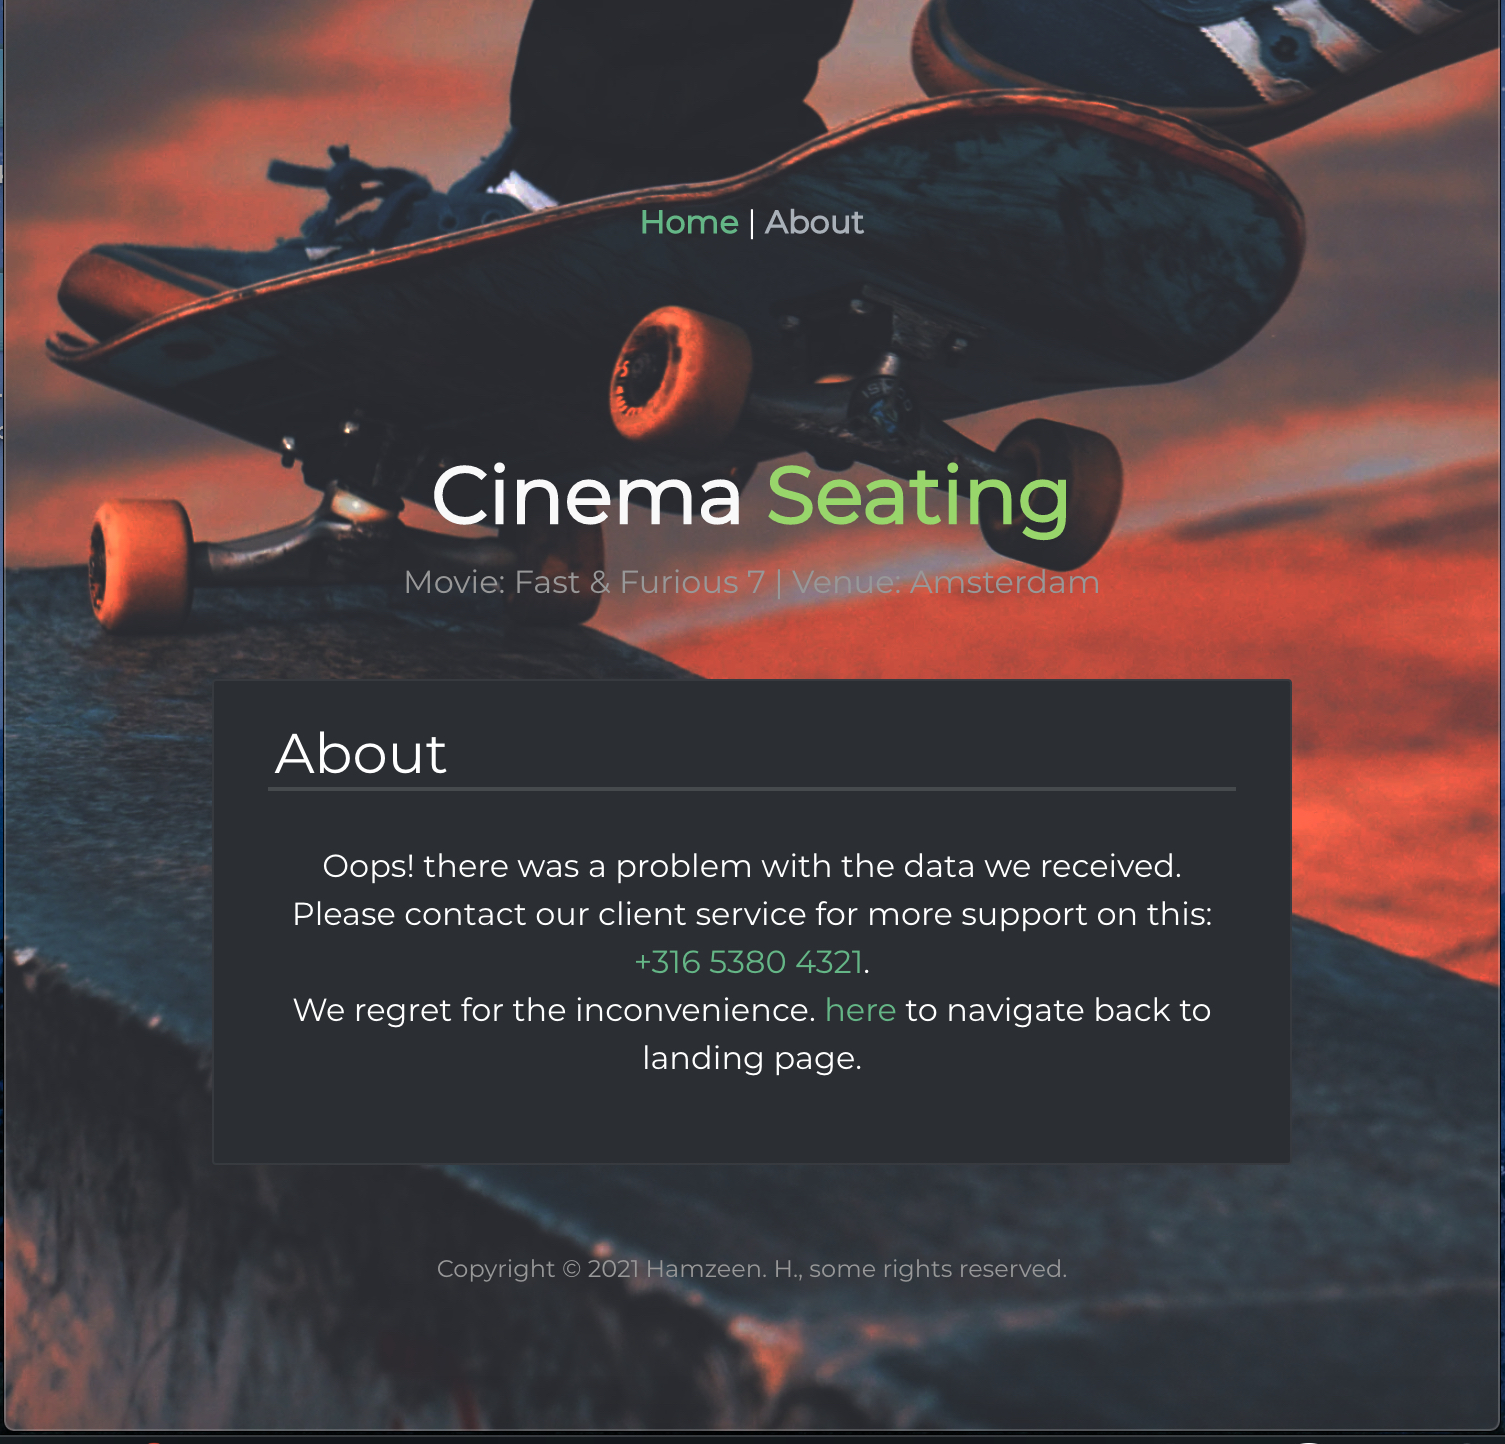 Home | About
Cinema Seating
Movie: Fast & Furious 7 | Venue: Amsterdam
About
Oops! there was a problem with the data we received.
Please contact our client service for more support on this:
+316 5380 4321.
We regret for the inconvenience. here to navigate back to
landing page.
Copyright © 2021 Hamzeen. H., some rights reserved.